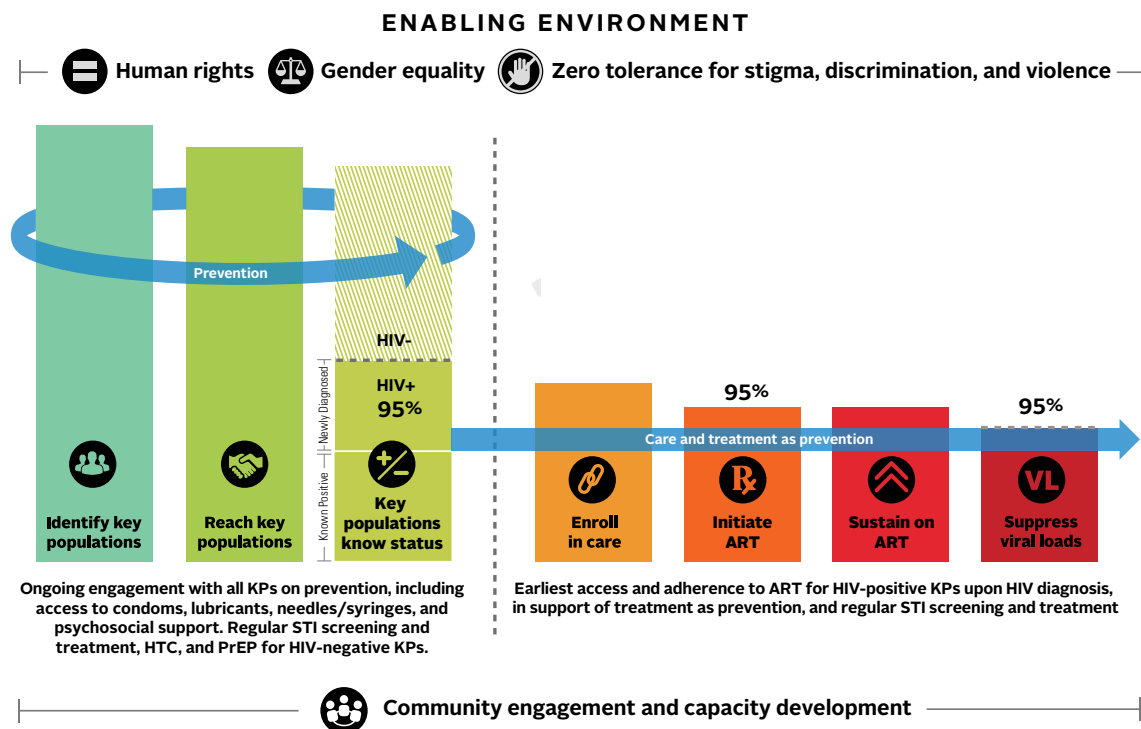 ENABLING ENVIRONMENT
Human rights
Gender equality
Zero tolerance for stigma, discrimination, and violence
Prevention
HIV-
HIV+
95%
Newly Diagnosed
Known Positive
Identify key
populations
Reach key
populations
Key
populations
know status
95%
95%
Care and treatment as prevention
Enroll
in care
Rx
Initiate
ART
Sustain on
ART
VL
Suppress
viral loads
Ongoing engagement with all KPs on prevention, including
access to condoms, lubricants, needles/syringes, and
psychosocial support. Regular STI screening and
treatment, HTC, and PrEP for HIV-negative KPs.
Earliest access and adherence to ART for HIV-positive KPs upon HIV diagnosis,
in support of treatment as prevention, and regular STI screening and treatment
Community engagement and capacity development